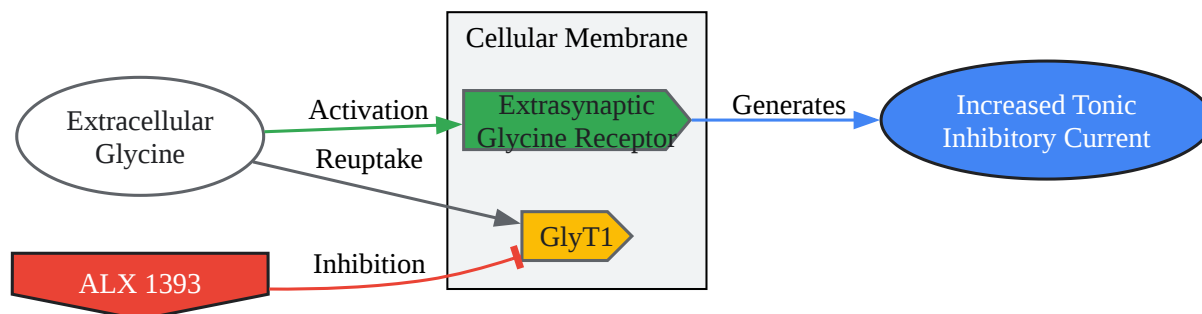 Cellular Membrane
Extracellular
Glycine
Activation
Extrasynaptic
Glycine Receptor
Generates
Increased Tonic
Inhibitory Current
Reuptake
GlyT1
ALX 1393
Inhibition